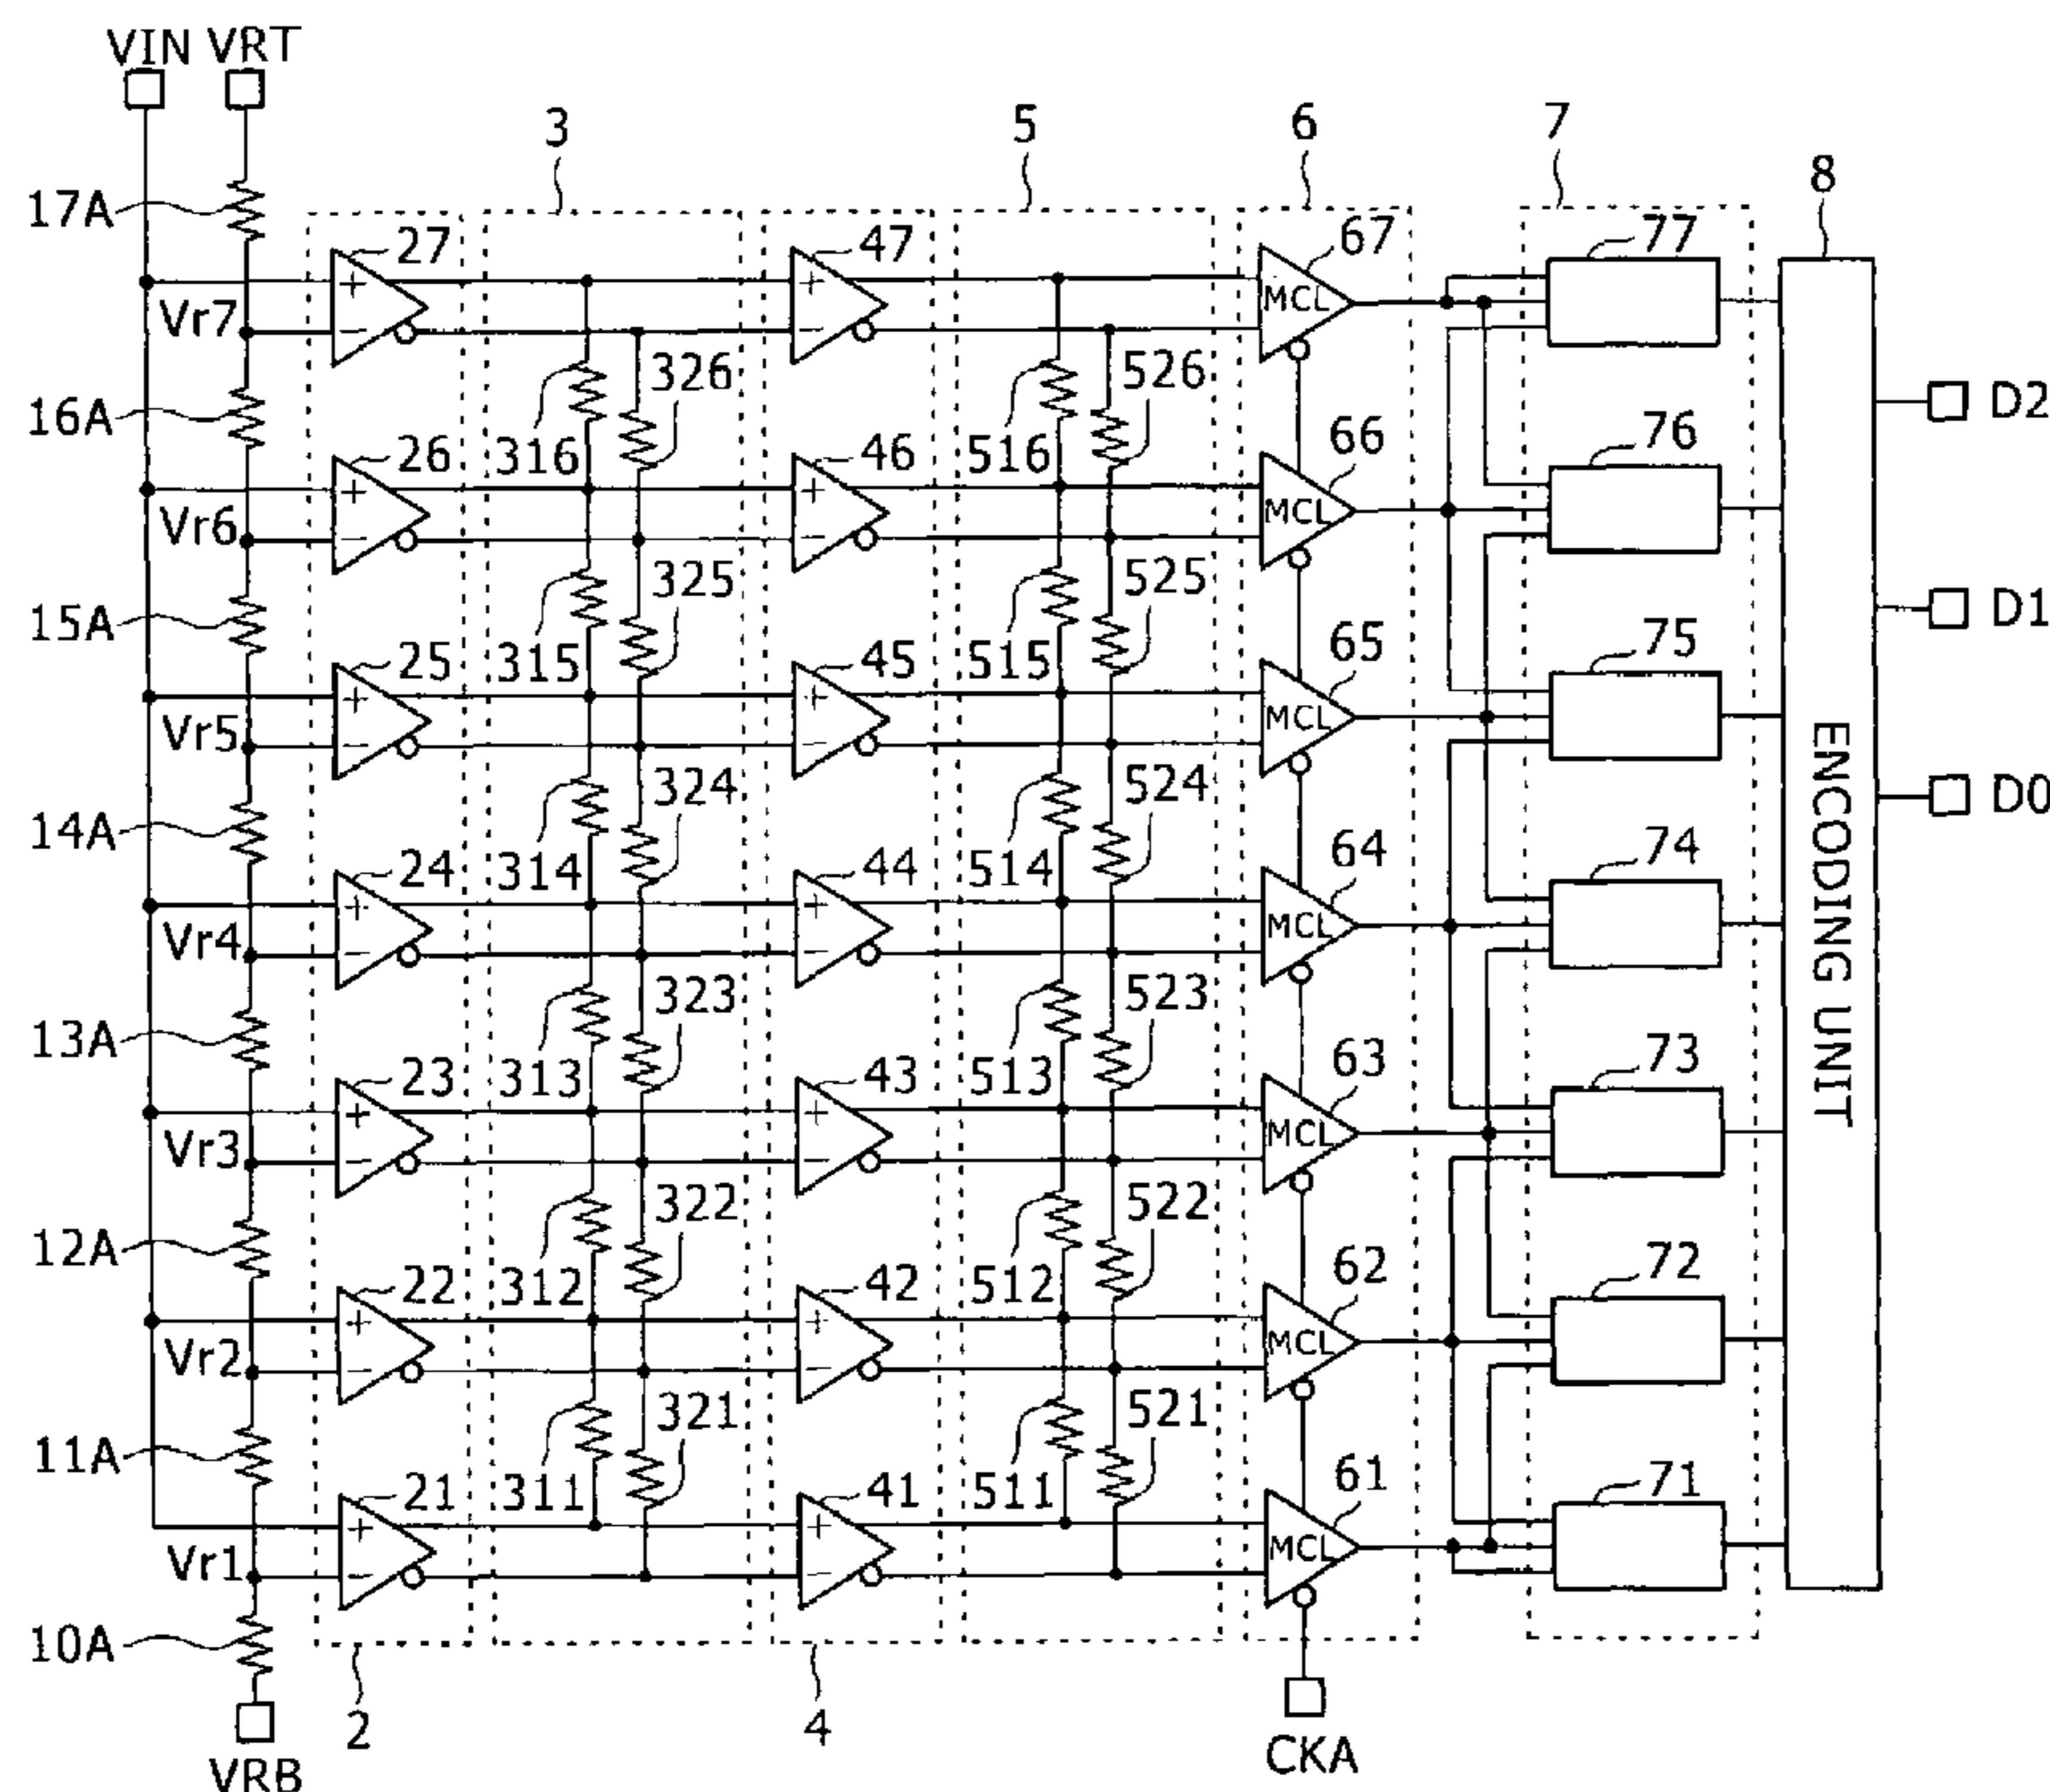 VIN VRT
3 5 6 7 8
17A 27 47 67 77
+ + MCL
Vr7 − −
326 526 D2
16A 316 516
26 46 66 76
+ + MCL
Vr6 − −
325 525 D1
15A 315 515
25 45 65 75
+ + MCL
Vr5 − −
324 524 D0
14A 314 514
24 44 64 74
+ + MCL
Vr4 − −
ENCODING UNIT
323 523
13A 313 513
23 43 63 73
+ + MCL
Vr3 − −
322 522
12A 312 512
22 42 62 72
+ + MCL
Vr2 − −
321 521
11A 311 511
21 41 61 71
+ + MCL
Vr1 − −
10A
2 4
VRB CKA